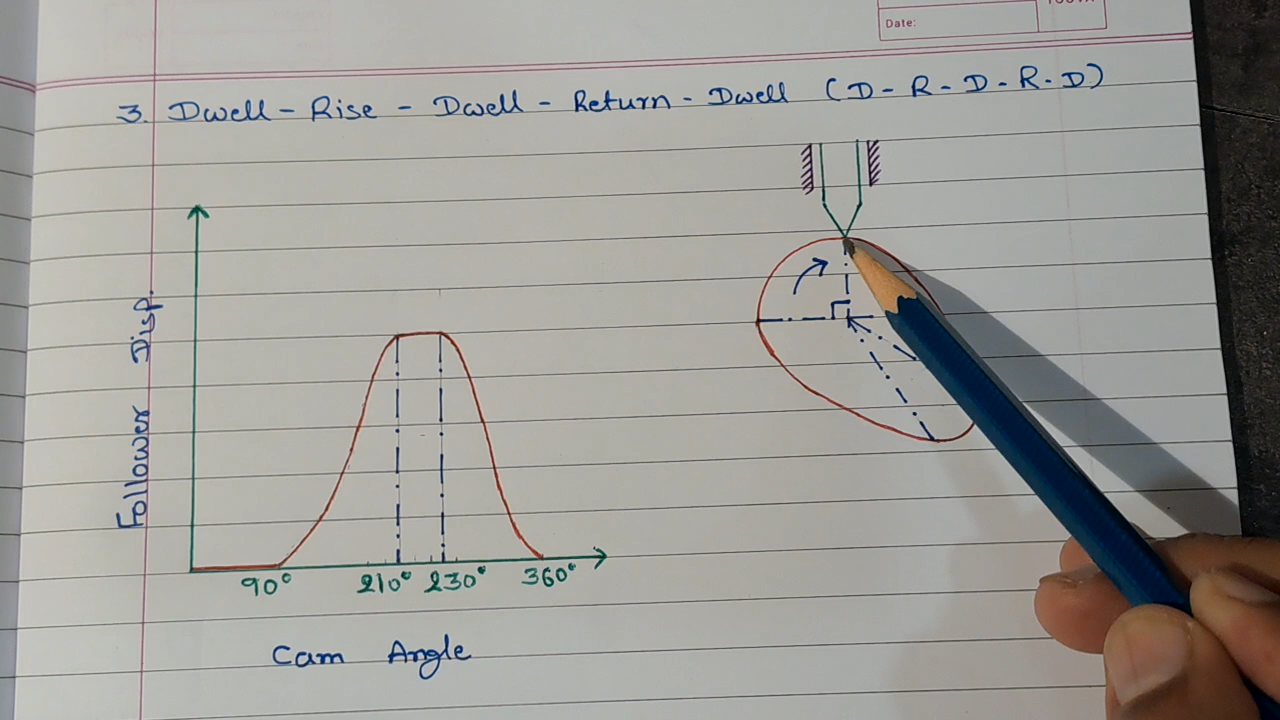 Date:
3. Dwell - Rise - Dwell - Return - Dwell (D - R - D - R - D)
Follower Disp.
90° 210° 230° 360°
Cam Angle